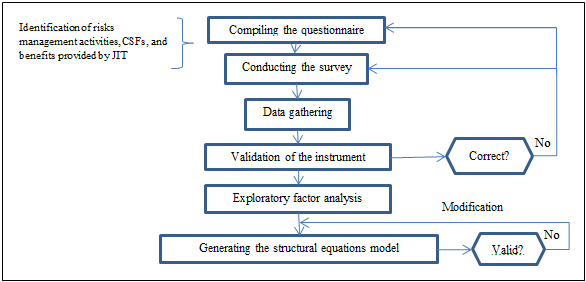 Identification of risks
management activities, CSFs, and
benefits provided by JIT
Compiling the questionnaire
Conducting the survey
Data gathering
Validation of the instrument
Correct?
No
Exploratory factor analysis
Modification
Generating the structural equations model
Valid?
No